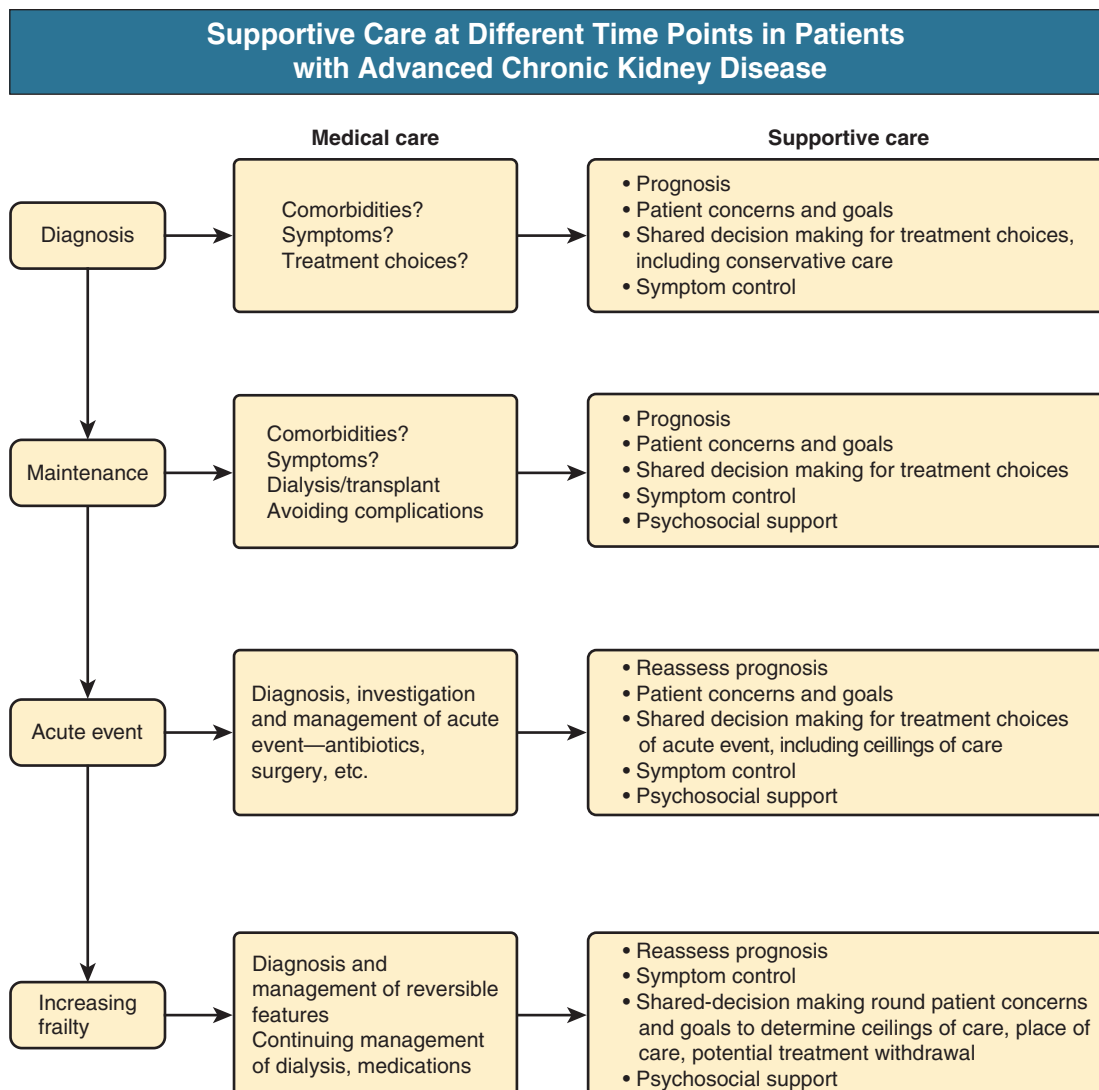 Supportive Care at Different Time Points in Patients
with Advanced Chronic Kidney Disease
Medical care
Supportive care
Diagnosis
Comorbidities?
Symptoms?
Treatment choices?
• Prognosis
• Patient concerns and goals
• Shared decision making for treatment choices,
including conservative care
• Symptom control
Maintenance
Comorbidities?
Symptoms?
Dialysis/transplant
Avoiding complications
• Prognosis
• Patient concerns and goals
• Shared decision making for treatment choices
• Symptom control
• Psychosocial support
Acute event
Diagnosis, investigation
and management of acute
event—antibiotics,
surgery, etc.
• Reassess prognosis
• Patient concerns and goals
• Shared decision making for treatment choices
of acute event, including ceillings of care
• Symptom control
• Psychosocial support
Increasing
frailty
Diagnosis and
management of reversible
features
Continuing management
of dialysis, medications
• Reassess prognosis
• Symptom control
• Shared-decision making round patient concerns
and goals to determine ceilings of care, place of
care, potential treatment withdrawal
• Psychosocial support